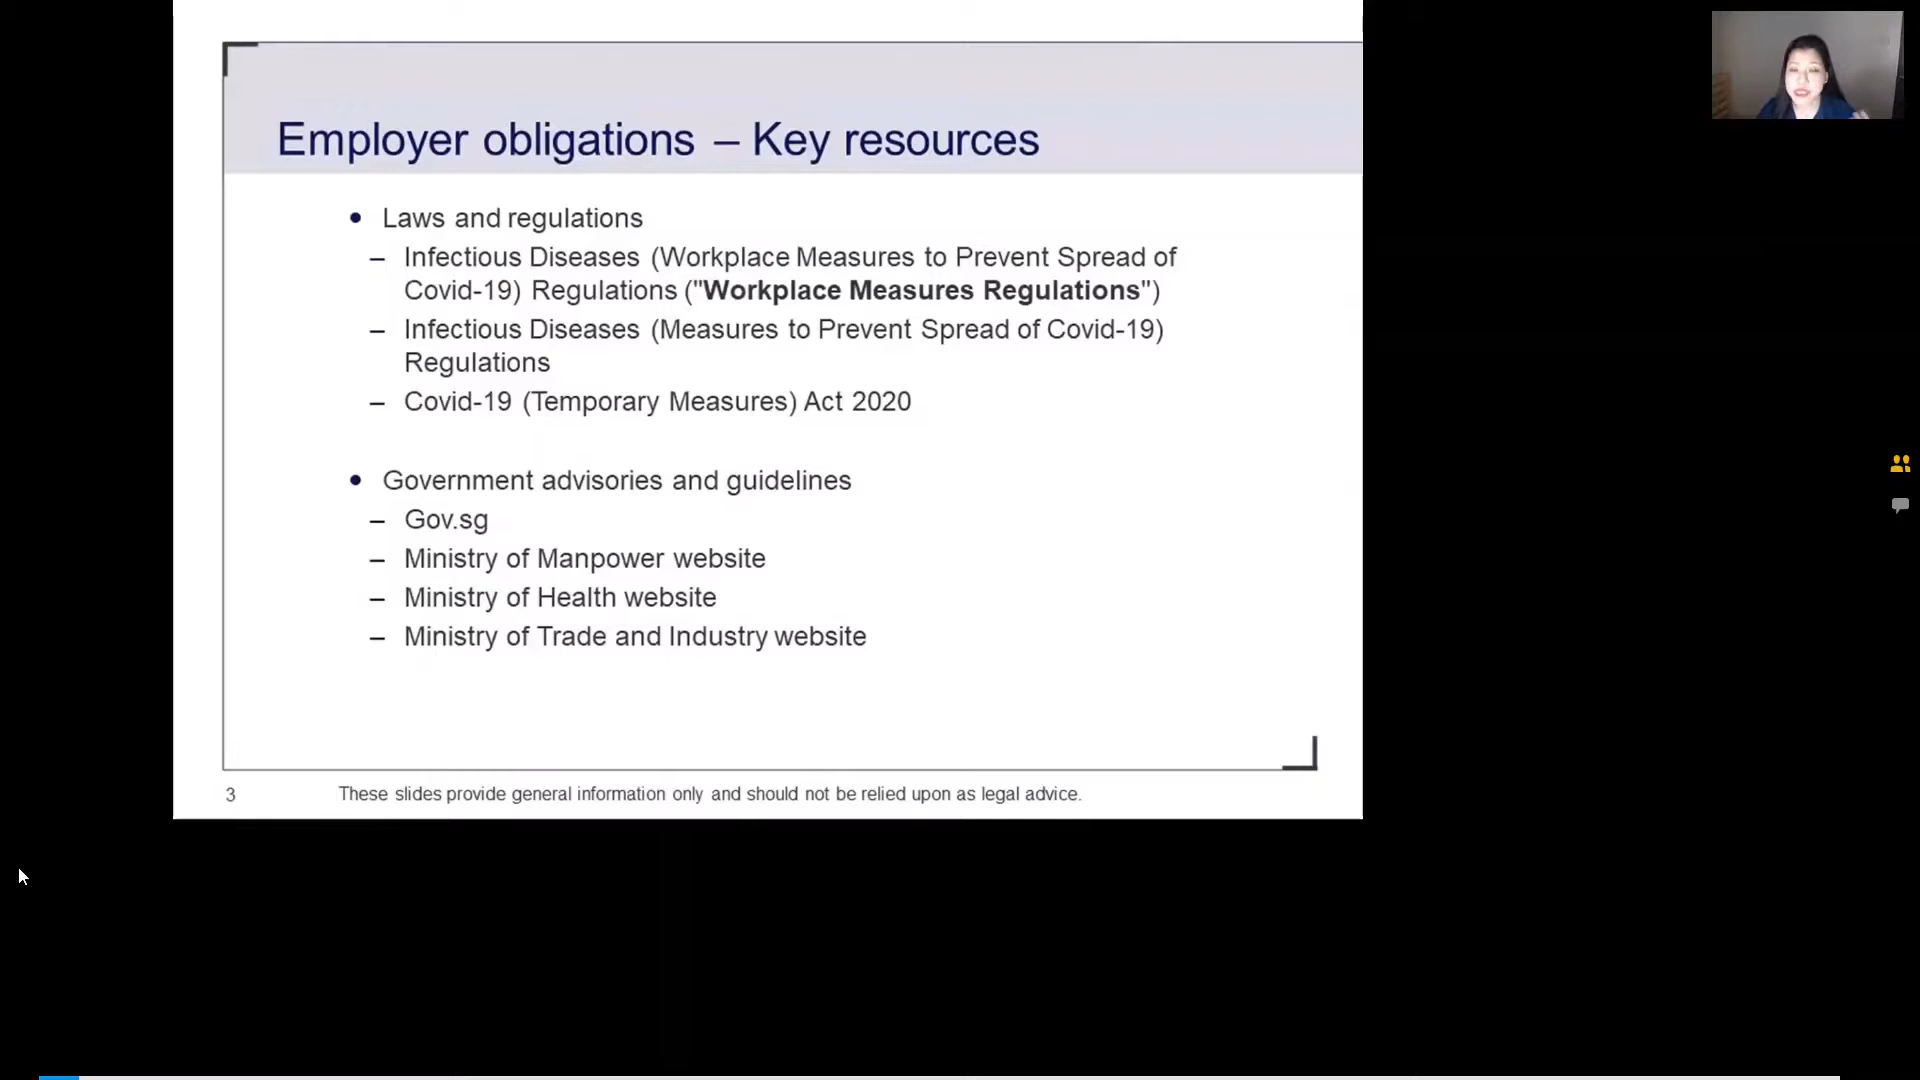 Employer obligations – Key resources
• Laws and regulations
– Infectious Diseases (Workplace Measures to Prevent Spread of
Covid-19) Regulations ("Workplace Measures Regulations")
– Infectious Diseases (Measures to Prevent Spread of Covid-19)
Regulations
– Covid-19 (Temporary Measures) Act 2020
• Government advisories and guidelines
– Gov.sg
– Ministry of Manpower website
– Ministry of Health website
– Ministry of Trade and Industry website
3
These slides provide general information only and should not be relied upon as legal advice.